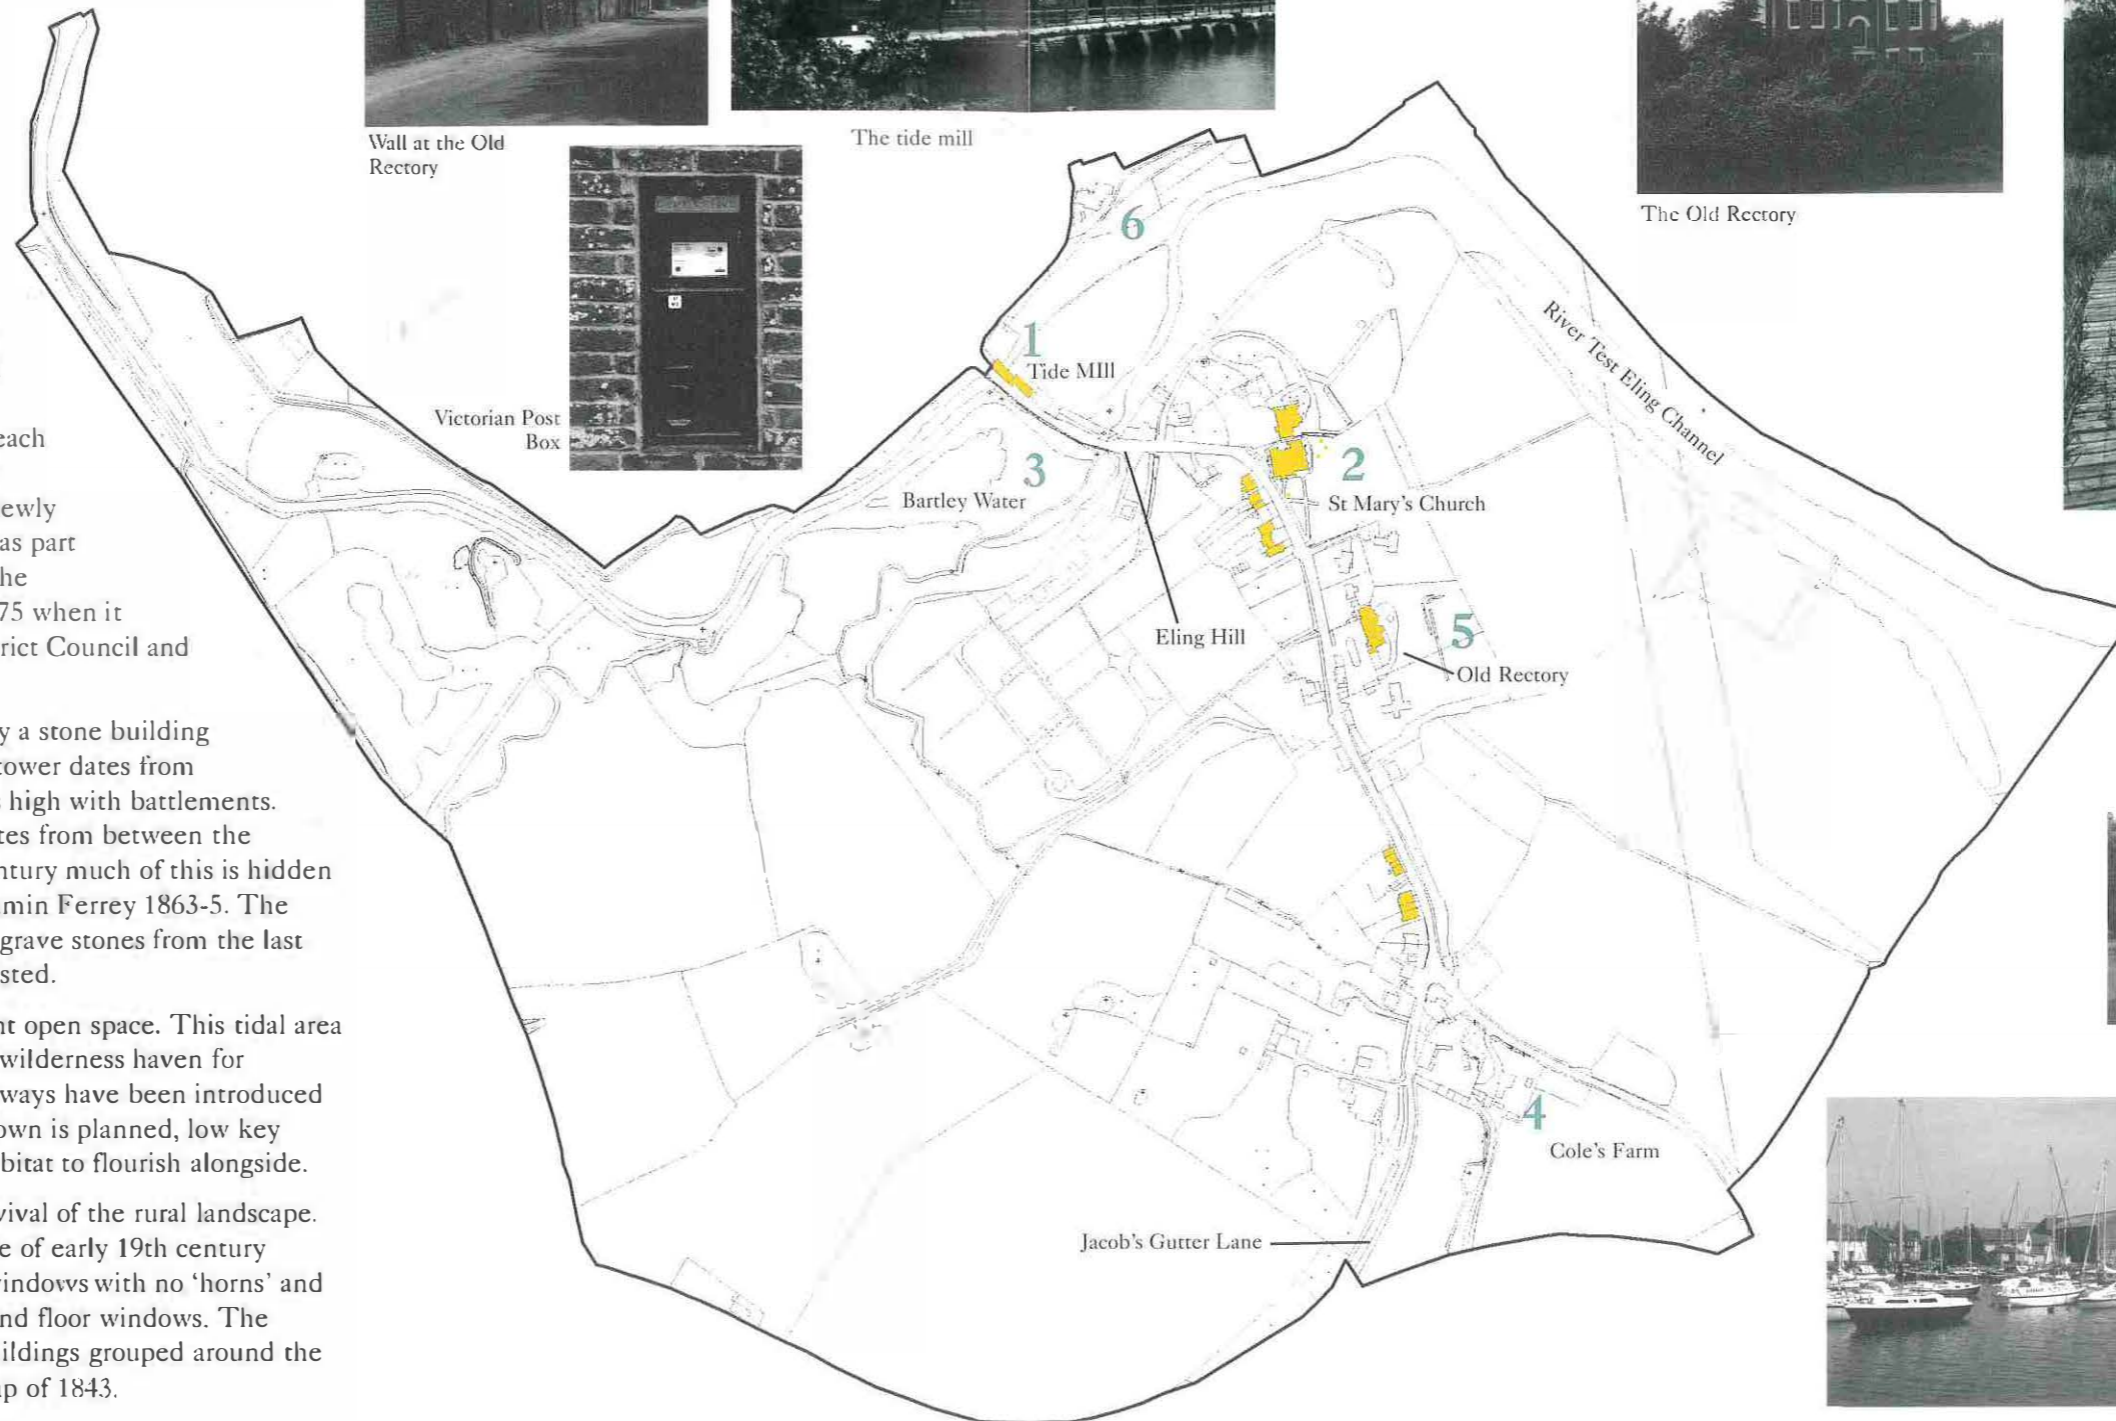 Wall at the Old
Rectory
The tide mill
The Old Rectory
Victorian Post
Box
each
ewly
as part
he
75 when it
rict Council and
y a stone building
tower dates from
s high with battlements.
tes from between the
ntury much of this is hidden
amin Ferrey 1863-5. The
grave stones from the last
sted.
nt open space. This tidal area
wilderness haven for
ways have been introduced
own is planned, low key
bitat to flourish alongside.
vival of the rural landscape.
e of early 19th century
windows with no ‘horns’ and
nd floor windows. The
ildings grouped around the
ap of 1843.
6
1
Tide MIll
River Test Eling Channel
3
Bartley Water
2
St Mary's Church
Eling Hill
5
Old Rectory
4
Cole's Farm
Jacob's Gutter Lane